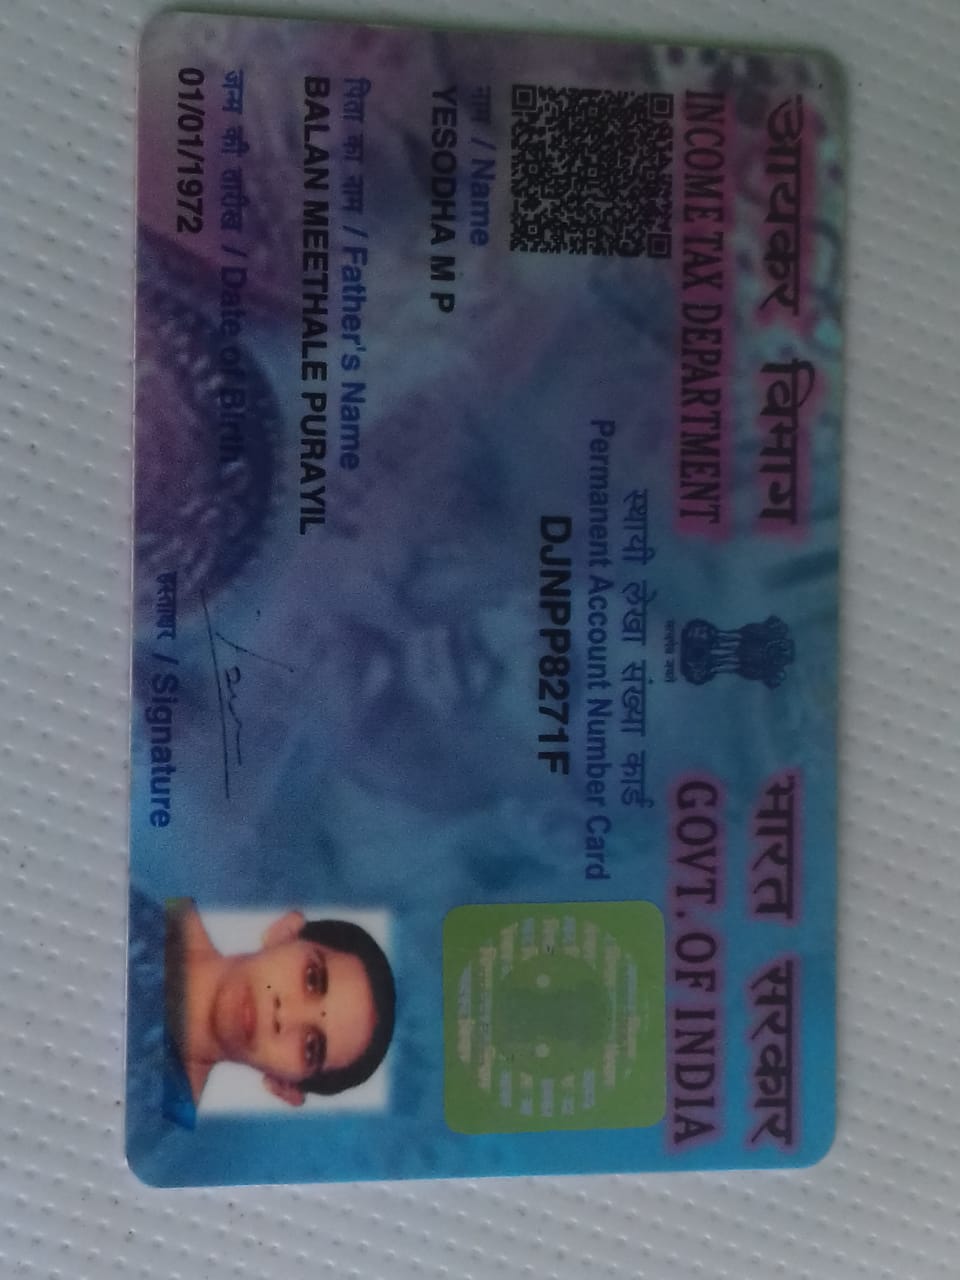 आयकर विभाग
INCOME TAX DEPARTMENT
भारत सरकार
GOVT. OF INDIA
सत्यमेव जयते
स्थायी लेखा संख्या कार्ड
Permanent Account Number Card
DJNPP8271F
नाम / Name
YESODHA M P
पिता का नाम / Father's Name
BALAN MEETHALE PURAYIL
जन्म की तारीख / Date of Birth
01/01/1972
हस्ताक्षर / Signature